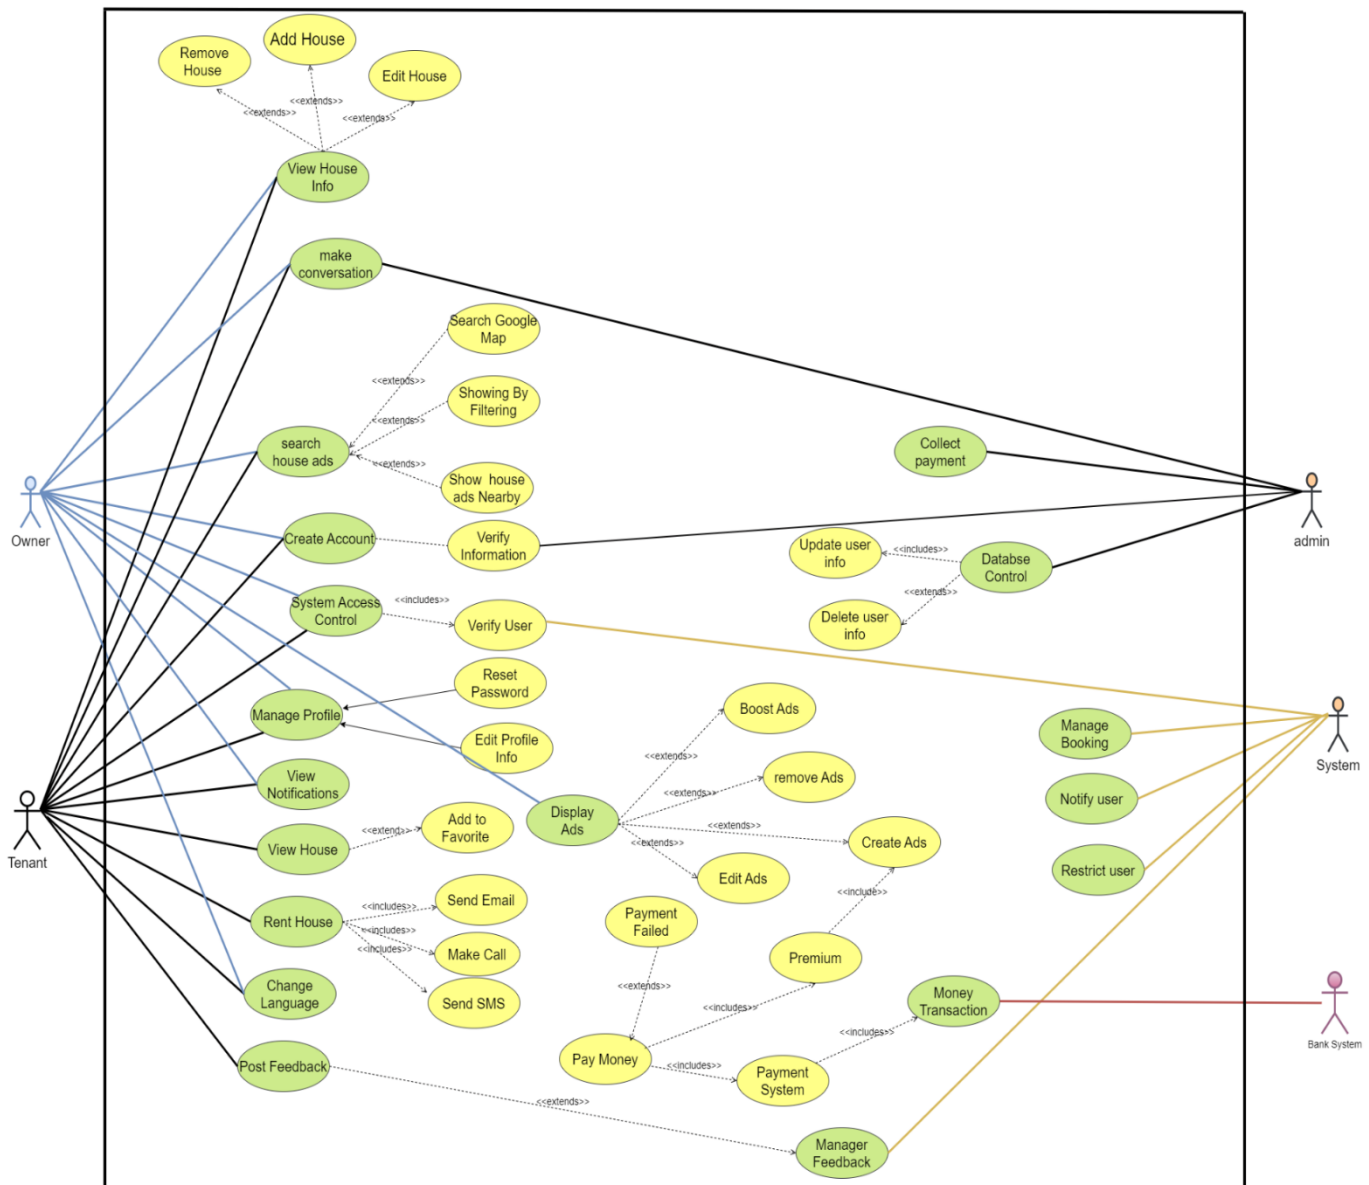 Add House
Remove
House
Edit House
<<extends>>
<<extends>>
<<extends>>
View House
Info
make
conversation
Search Google
Map
<<extends>>
Showing By
Filtering
<<extends>>
search
house ads
<<extends>>
Show house
ads Nearby
Collect
payment
Owner
admin
Create Account
Verify
Information
Update user
info
<<includes>>
Databse
Control
<<extends>>
Delete user
info
System Access
Control
<<includes>>
Verify User
Reset
Password
Manage Profile
Edit Profile
Info
Boost Ads
<<extends>>
remove Ads
<<extends>>
Manage
Booking
System
View
Notifications
Notify user
Display
Ads
<<extends>>
Create Ads
Tenant
View House
<<extend>>
Add to
Favorite
<<extends>>
Edit Ads
Restrict user
<<include>>
Rent House
<<includes>>
Send Email
<<includes>>
Make Call
<<includes>>
Send SMS
Payment
Failed
<<extends>>
Premium
<<includes>>
Change
Language
Money
Transaction
Bank System
<<includes>>
Pay Money
<<includes>>
Payment
System
Post Feedback
<<extends>>
Manager
Feedback